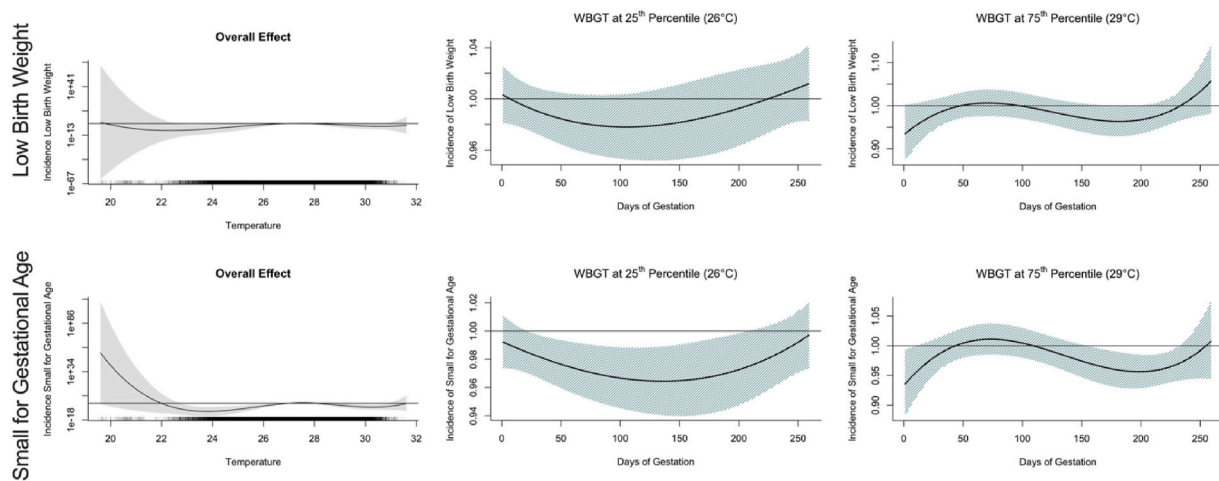 Low Birth Weight
Overall Effect
Incidence Low Birth Weight
1e+41
1e-13
1e-67
20 22 24 26 28 30 32
Temperature
WBGT at 25th Percentile (26°C)
Incidence of Low Birth Weight
1.04
1.00
0.96
0 50 100 150 200 250
Days of Gestation
WBGT at 75th Percentile (29°C)
Incidence of Low Birth Weight
1.10
1.00
0.90
0 50 100 150 200 250
Days of Gestation
Small for Gestational Age
Overall Effect
Incidence Small for Gestational Age
1e+86
1e+34
1e-18
20 22 24 26 28 30 32
Temperature
WBGT at 25th Percentile (26°C)
Incidence of Small for Gestational Age
1.02
1.00
0.98
0.96
0.94
0 50 100 150 200 250
Days of Gestation
WBGT at 75th Percentile (29°C)
Incidence of Small for Gestational Age
1.05
1.00
0.95
0.90
0 50 100 150 200 250
Days of Gestation